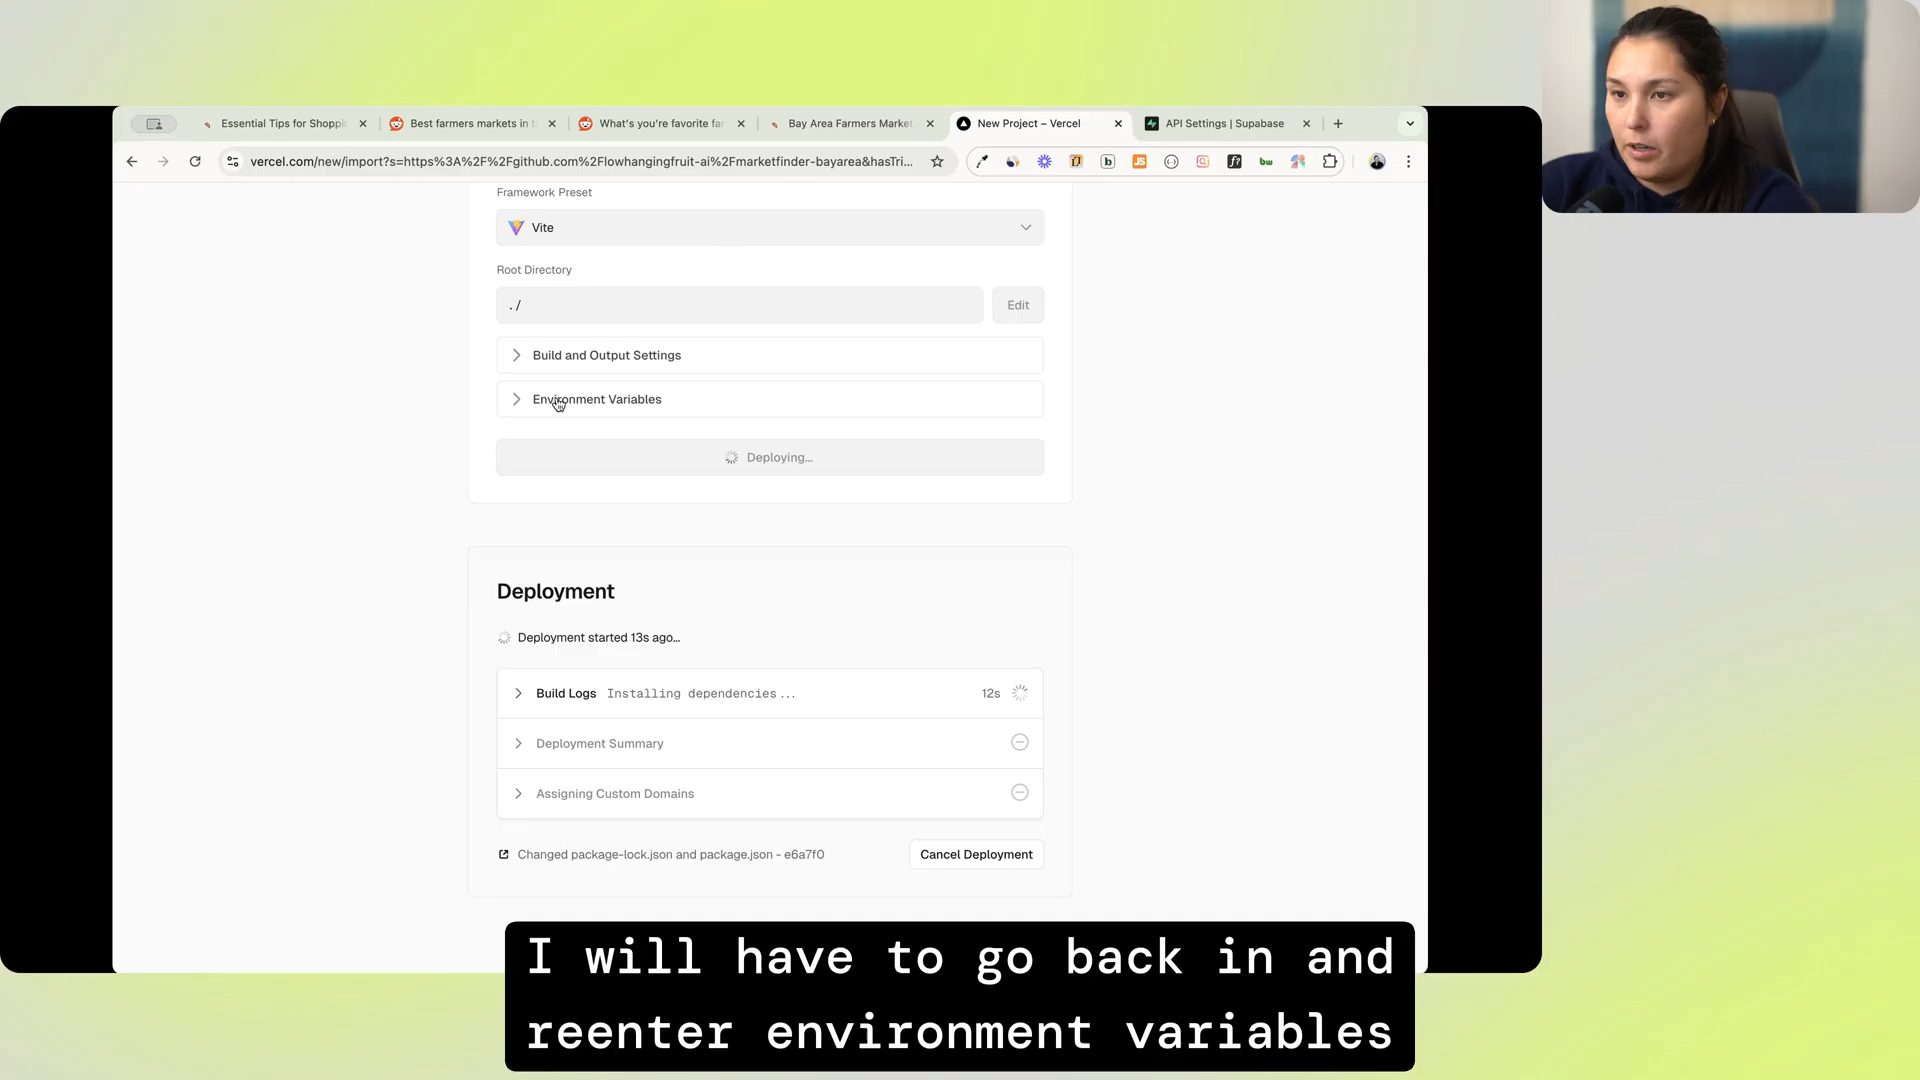 Essential Tips for Shoppi
Best farmers markets in t
What's you're favorite fa
Bay Area Farmers Market
New Project – Vercel
API Settings | Supabase
vercel.com/new/import?s=https%3A%2F%2Fgithub.com%2Flowhangingfruit-ai%2Fmarketfinder-bayarea&hasTri...
b
JS
f?
bw
Framework Preset
Vite
Root Directory
./
Edit
Build and Output Settings
Environment Variables
Deploying...
Deployment
Deployment started 13s ago...
Build Logs Installing dependencies... 12s
Deployment Summary
Assigning Custom Domains
Changed package-lock.json and package.json - e6a7f0
Cancel Deployment
I will have to go back in and
reenter environment variables